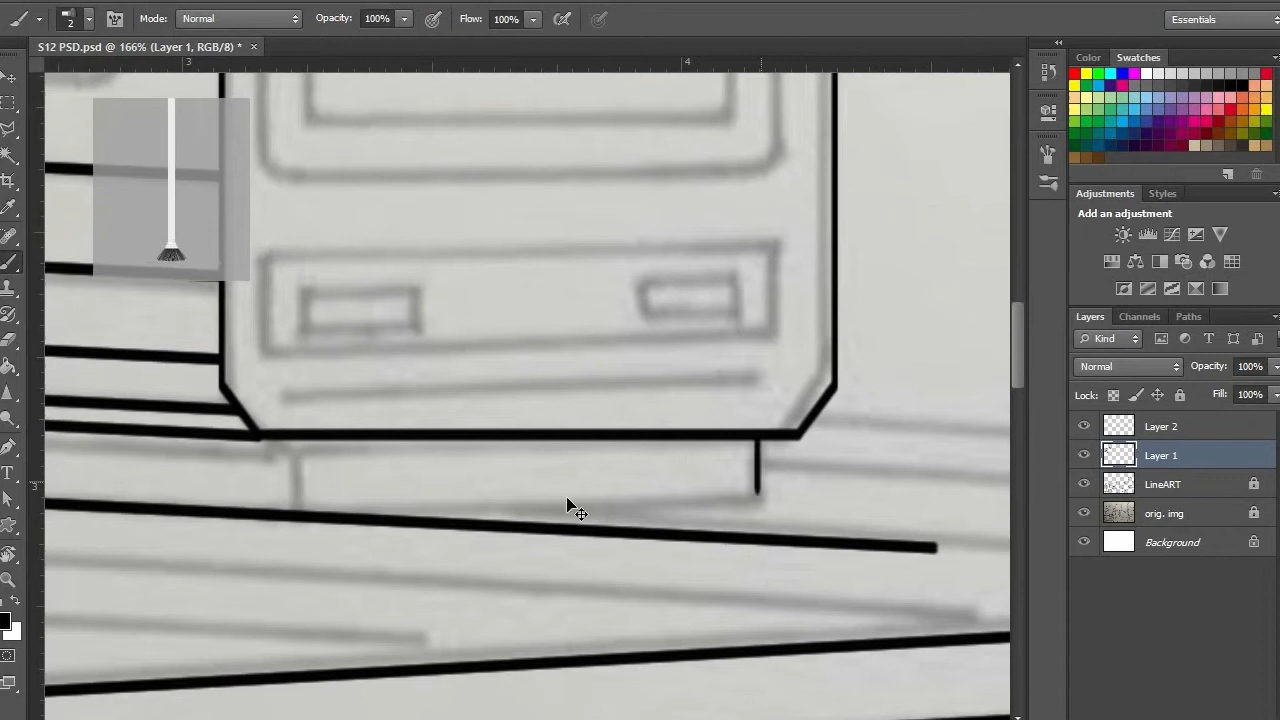 2 Mode: Normal Opacity: 100% Flow: 100% Essentials
S12 PSD.psd @ 166% (Layer 1, RGB/8) * ×
3 4
3
Color Swatches
Adjustments Styles
Add an adjustment
Layers Channels Paths
Kind
Normal Opacity: 100%
Lock: Fill: 100%
Layer 2
Layer 1
LineART
orig. img
Background